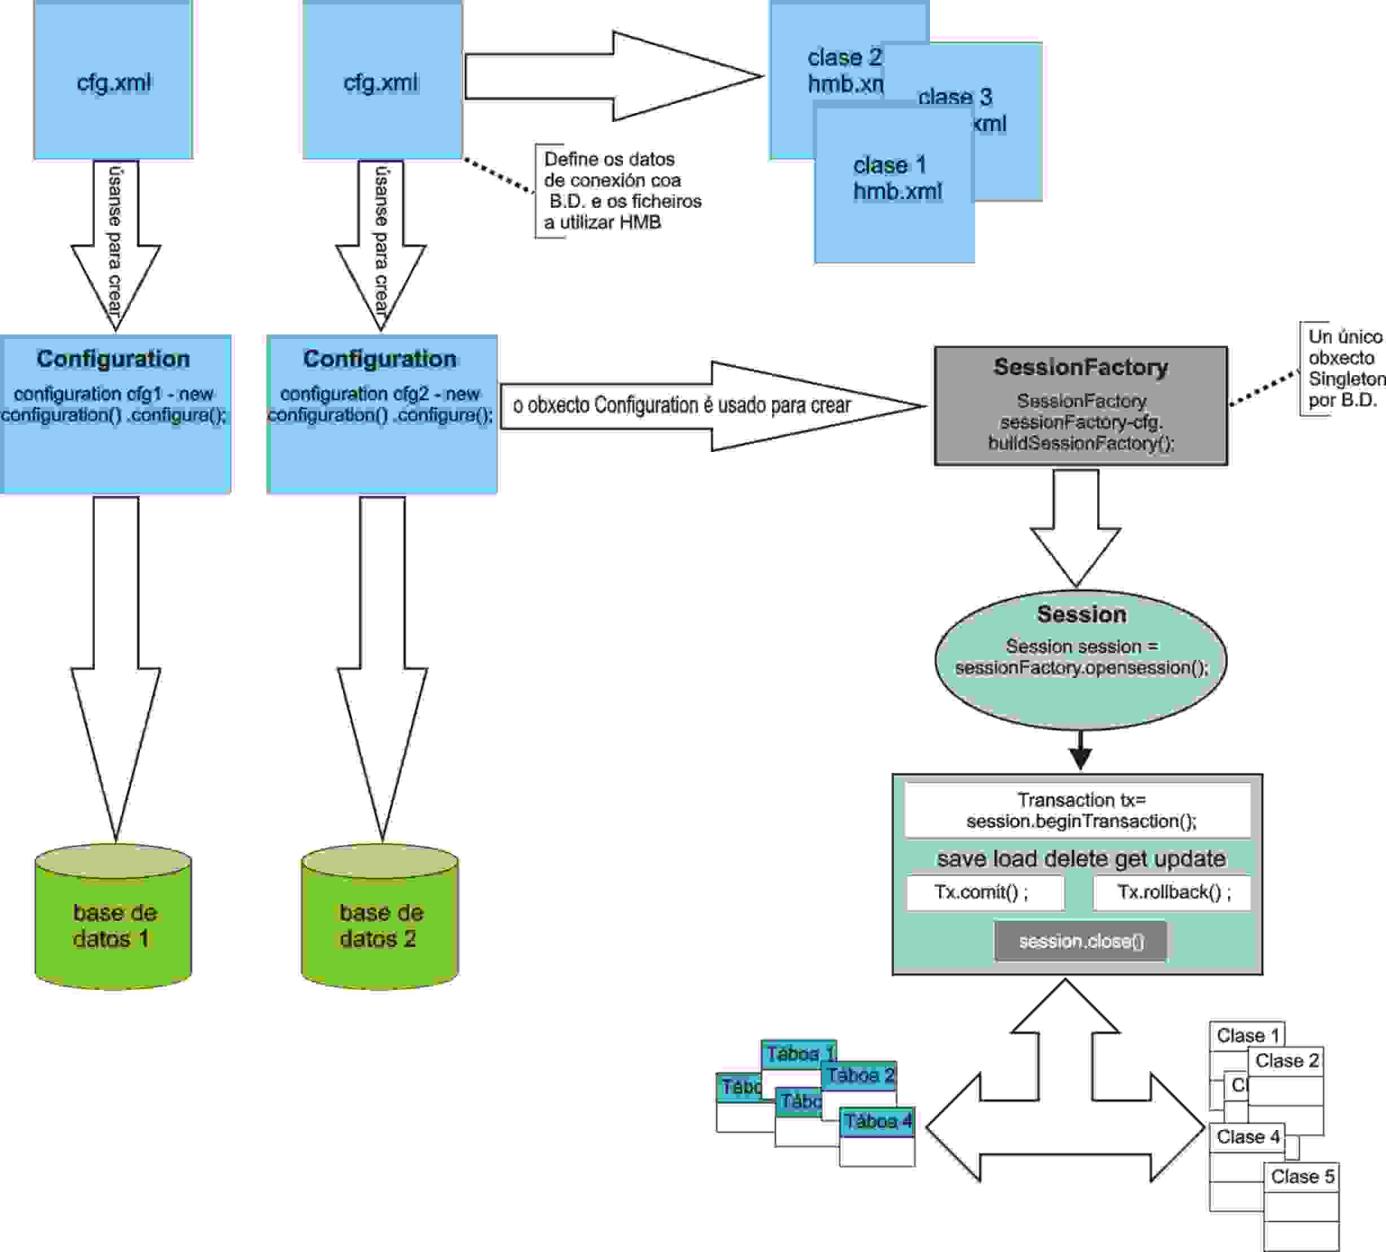 cfg.xml
cfg.xml
clase 2
hmb.xm
clase 3
xml
clase 1
hmb.xml
úsanse para crear
úsanse para crear
Define os datos
de conexión coa
B.D. e os ficheiros
a utilizar HMB
Configuration
configuration cfg1 - new
configuration() .configure();
Configuration
configuration cfg2 - new
configuration() .configure();
o obxecto Configuration é usado para crear
SessionFactory
SessionFactory
sessionFactory-cfg.
buildSessionFactory();
Un único
obxecto
Singleton
por B.D.
Session
Session session =
sessionFactory.opensession();
Transaction tx=
session.beginTransaction();
save load delete get update
Tx.comit() ;
Tx.rollback() ;
session.close()
base de
datos 1
base de
datos 2
Táboa 1
Táboa 2
Tábo
Tábo
Táboa 4
Clase 1
Clase 2
Cl
Clase 4
Clase 5